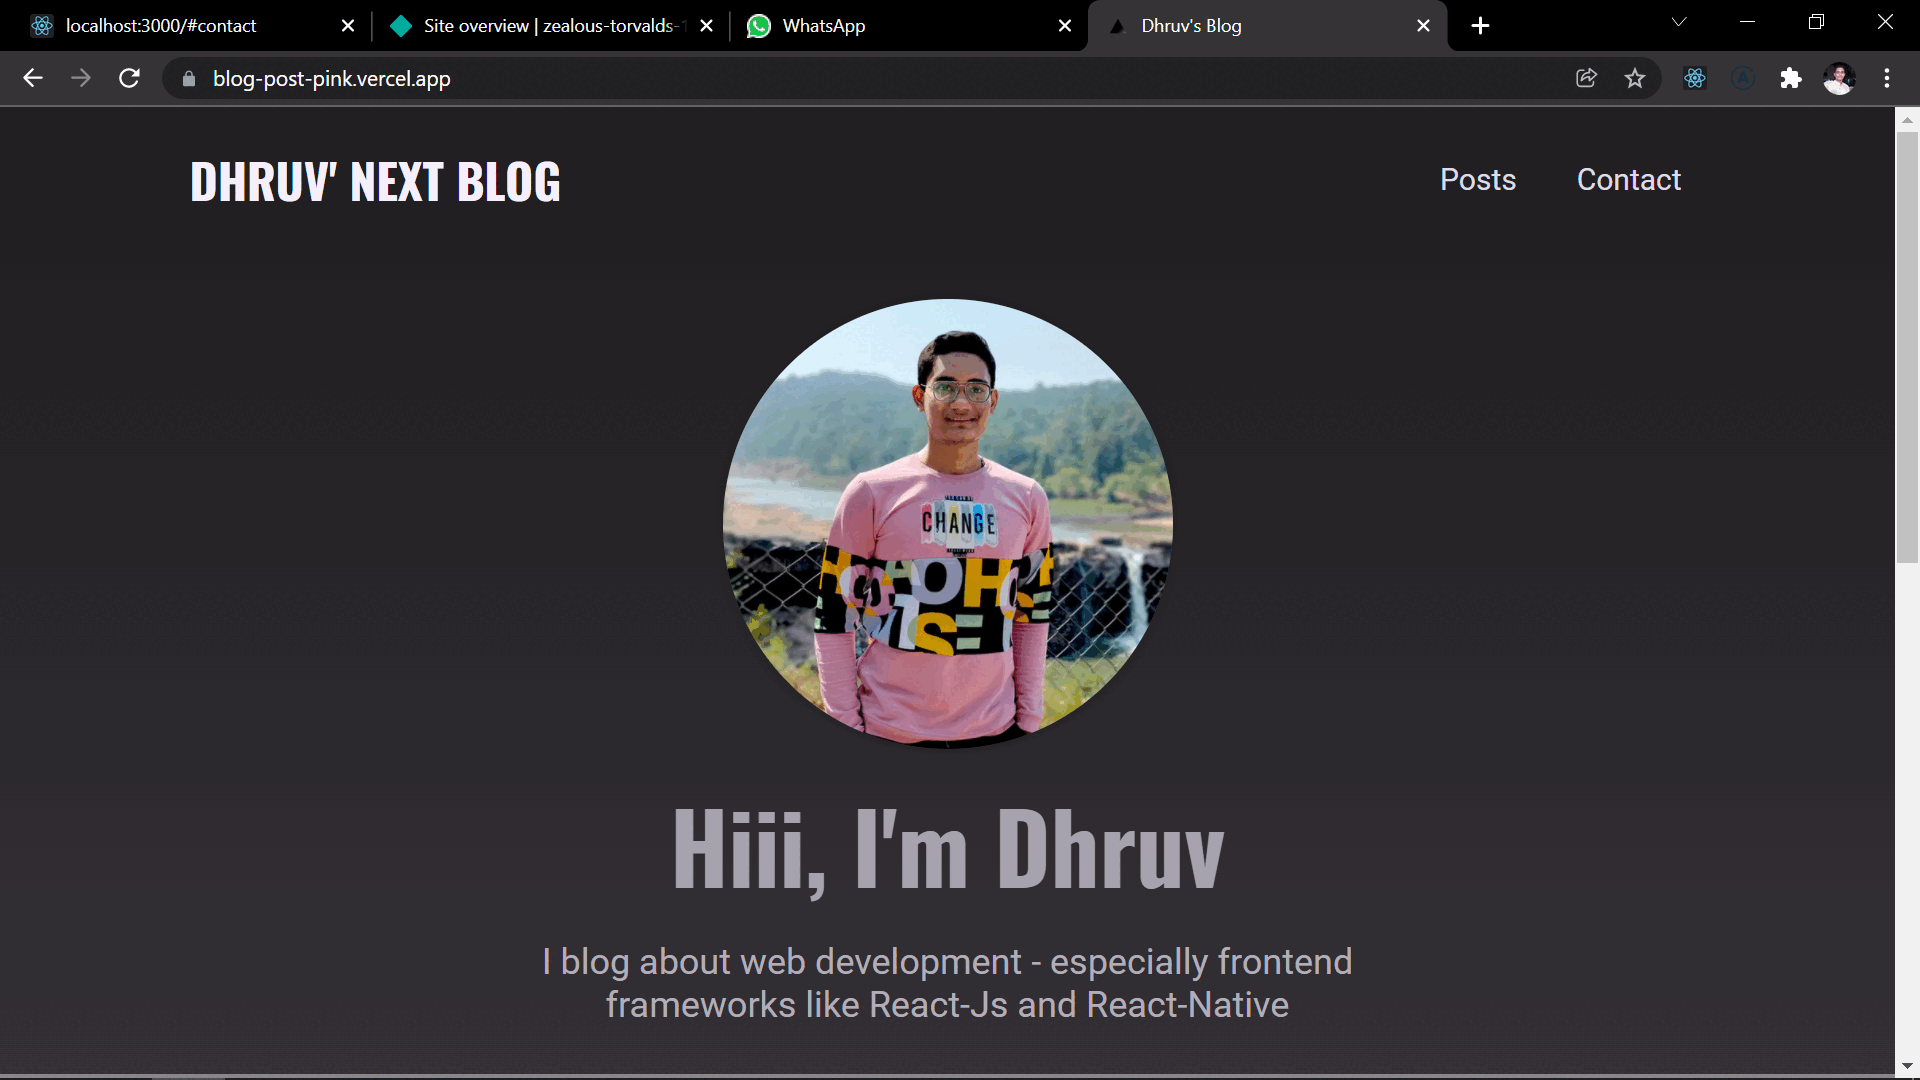 localhost:3000/#contact
Site overview | zealous-torvalds-
WhatsApp
Dhruv's Blog
blog-post-pink.vercel.app
DHRUV' NEXT BLOG
Posts
Contact
CHANGE
Hiii, I'm Dhruv
I blog about web development - especially frontend
frameworks like React-Js and React-Native